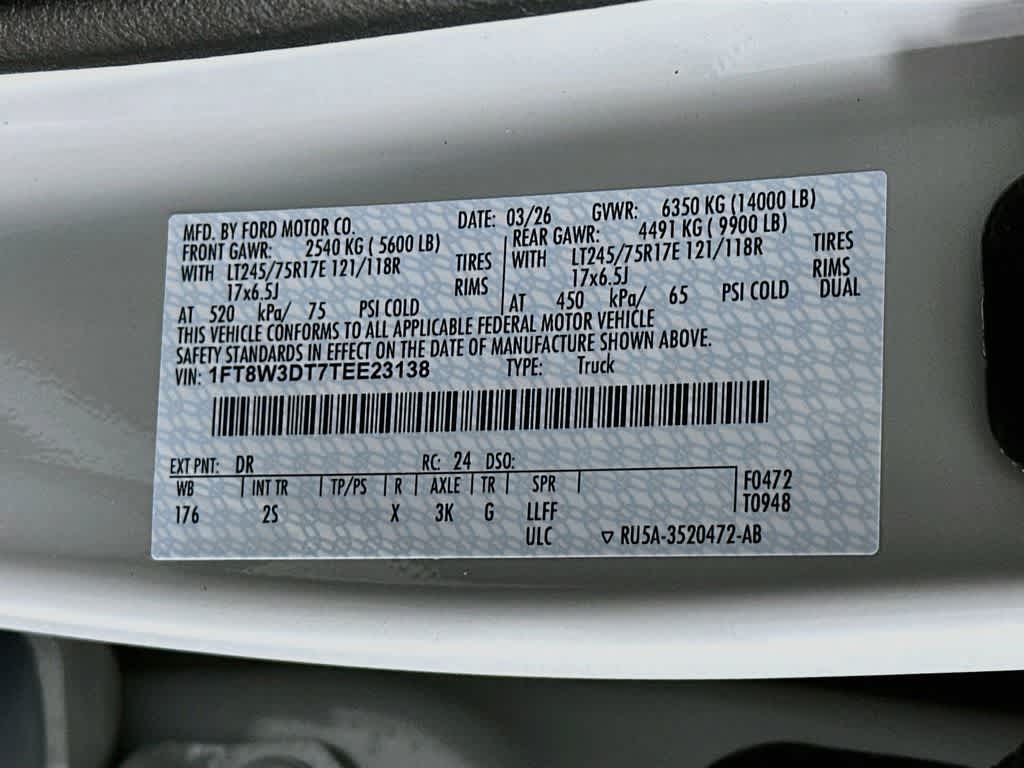 MFD. BY FORD MOTOR CO. DATE: 03/26 GVWR: 6350 KG (14000 LB)
FRONT GAWR: 2540 KG ( 5600 LB) REAR GAWR: 4491 KG ( 9900 LB)
WITH LT245/75R17E 121/118R TIRES WITH LT245/75R17E 121/118R TIRES
17x6.5J RIMS 17x6.5J RIMS
AT 520 kPa/ 75 PSI COLD AT 450 kPa/ 65 PSI COLD DUAL
THIS VEHICLE CONFORMS TO ALL APPLICABLE FEDERAL MOTOR VEHICLE
SAFETY STANDARDS IN EFFECT ON THE DATE OF MANUFACTURE SHOWN ABOVE.
VIN: 1FT8W3DT7TEE23138 TYPE: Truck
EXT PNT: DR RC: 24 DSO:
WB INT TR TP/PS R AXLE TR SPR F0472
176 2S X 3K G LLFF T0948
ULC ▽ RU5A-3520472-AB